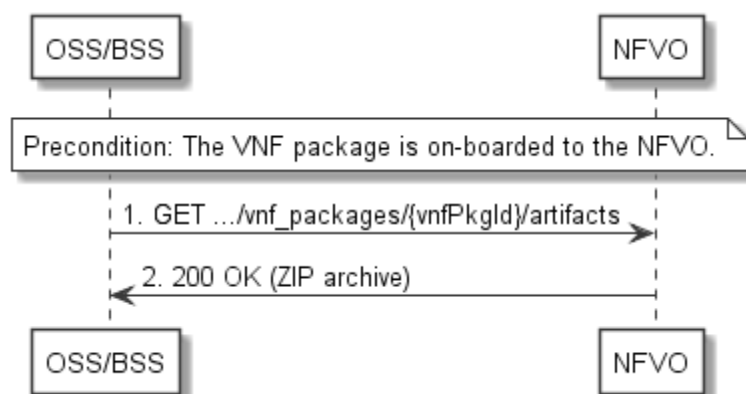 OSS/BSS
NFVO
Precondition: The VNF package is on-boarded to the NFVO.
1. GET .../vnf_packages/{vnfPkgId}/artifacts
2. 200 OK (ZIP archive)
OSS/BSS
NFVO